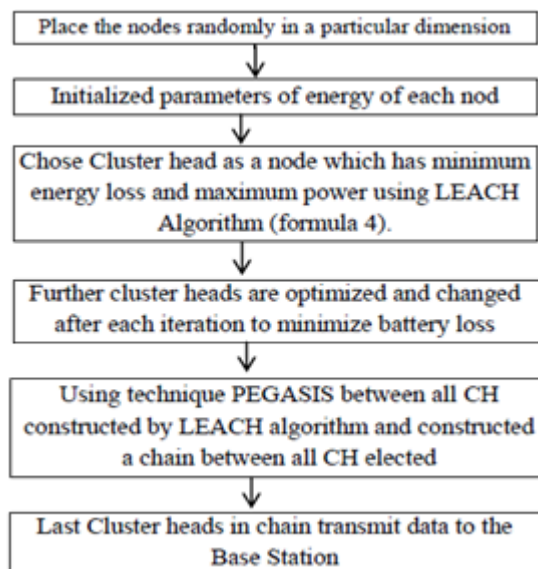 Place the nodes randomly in a particular dimension
Initialized parameters of energy of each nod
Chose Cluster head as a node which has minimum
energy loss and maximum power using LEACH
Algorithm (formula 4).
Further cluster heads are optimized and changed
after each iteration to minimize battery loss
Using technique PEGASIS between all CH
constructed by LEACH algorithm and constructed
a chain between all CH elected
Last Cluster heads in chain transmit data to the
Base Station